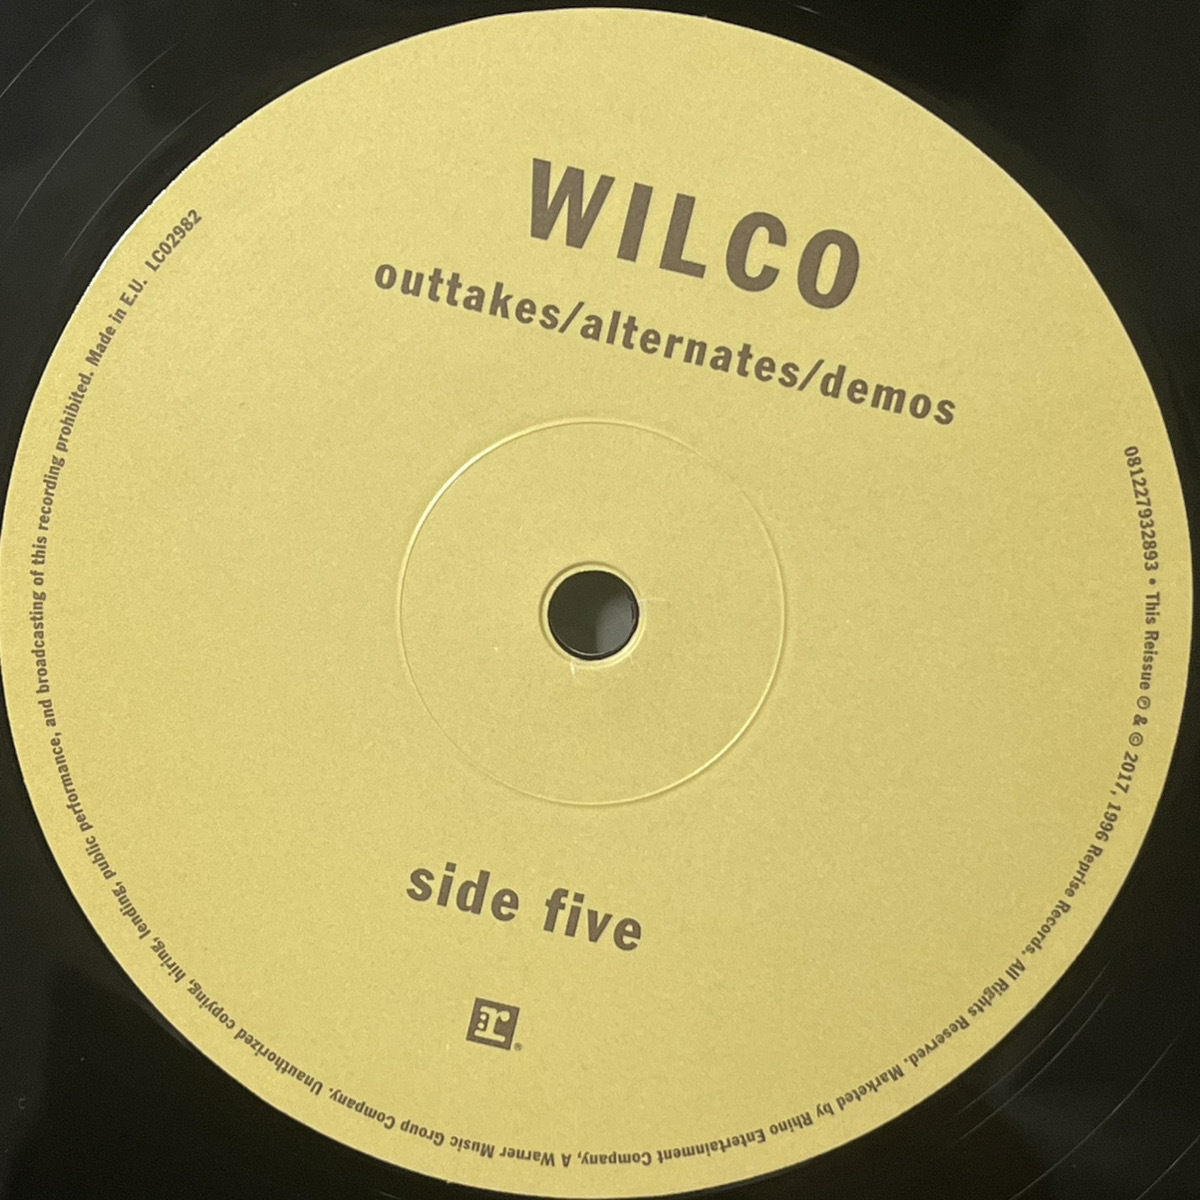 WILCO
outtakes/alternates/demos
side five
r®
081227932893 • This Reissue ℗ & © 2017, 1996 Reprise Records. All Rights Reserved. Marketed by Rhino Entertainment Company, A Warner Music Group Company. Unauthorized copying, hiring, lending, public performance, and broadcasting of this recording prohibited. Made in E.U. LC02982